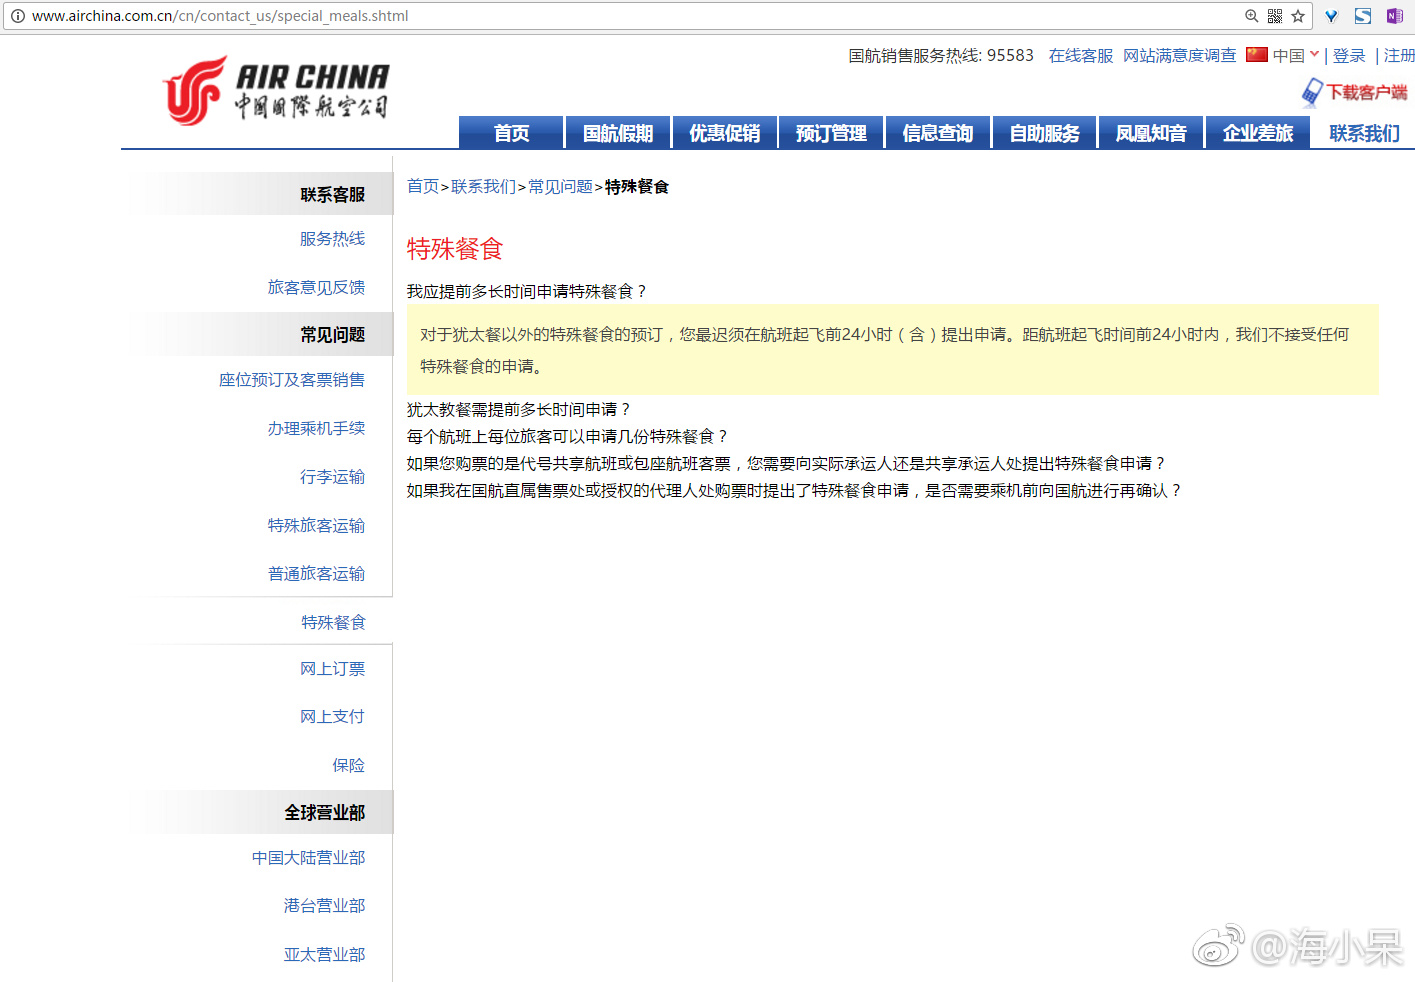 www.airchina.com.cn/cn/contact_us/special_meals.shtml
国航销售服务热线: 95583 在线客服 网站满意度调查 中国 | 登录 | 注册
AIR CHINA
中国国際航空公司
下载客户端
首页 国航假期 优惠促销 预订管理 信息查询 自助服务 凤凰知音 企业差旅 联系我们
联系客服
服务热线
旅客意见反馈
常见问题
座位预订及客票销售
办理乘机手续
行李运输
特殊旅客运输
普通旅客运输
特殊餐食
网上订票
网上支付
保险
全球营业部
中国大陆营业部
港台营业部
亚太营业部
首页>联系我们>常见问题>特殊餐食
特殊餐食
我应提前多长时间申请特殊餐食？
对于犹太餐以外的特殊餐食的预订，您最迟须在航班起飞前24小时（含）提出申请。距航班起飞时间前24小时内，我们不接受任何
特殊餐食的申请。
犹太教餐需提前多长时间申请？
每个航班上每位旅客可以申请几份特殊餐食？
如果您购票的是代号共享航班或包座航班客票，您需要向实际承运人还是共享承运人处提出特殊餐食申请？
如果我在国航直属售票处或授权的代理人处购票时提出了特殊餐食申请，是否需要乘机前向国航进行再确认？
@海小杲